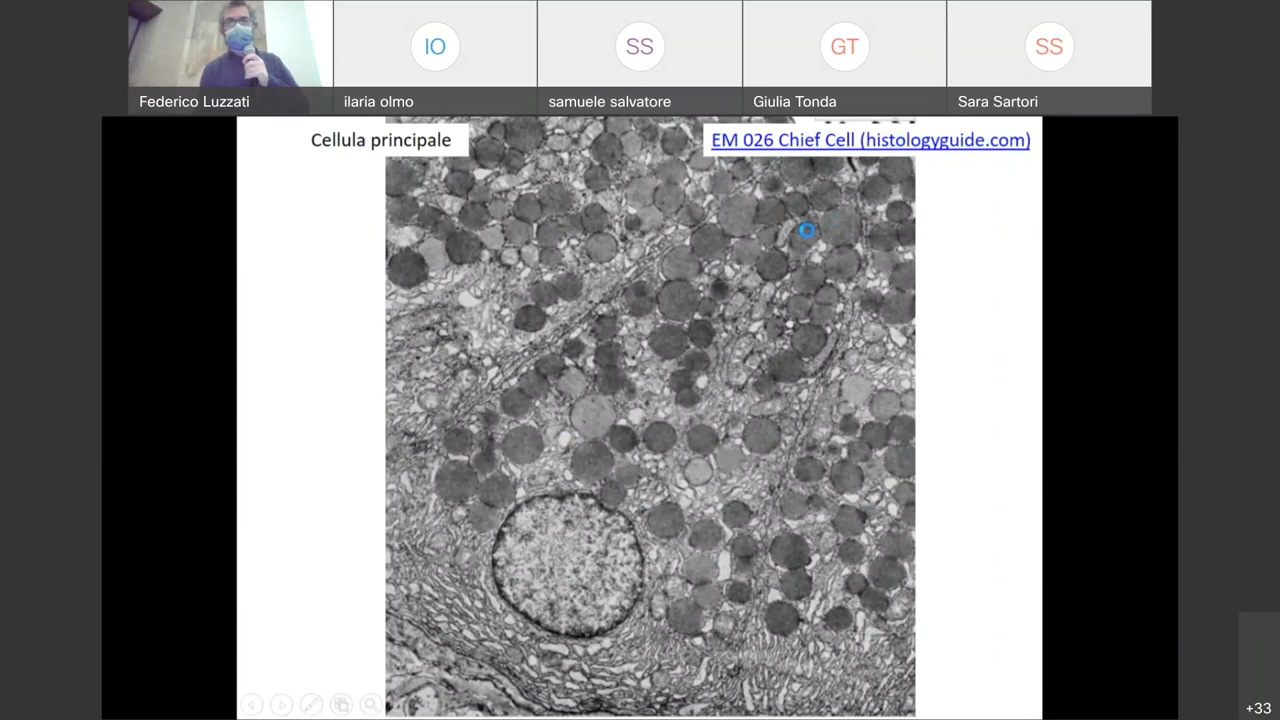 IO
SS
GT
SS
Federico Luzzati
ilaria olmo
samuele salvatore
Giulia Tonda
Sara Sartori
Cellula principale
EM 026 Chief Cell (histologyguide.com)
+33